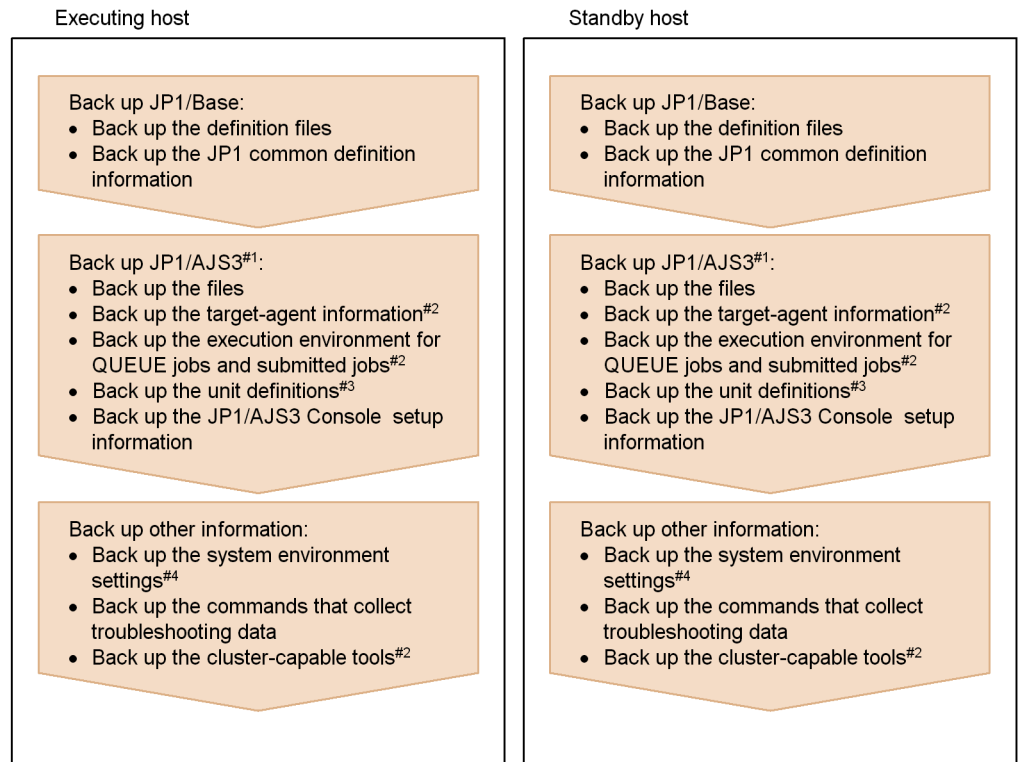 Executing host
Back up JP1/Base:
• Back up the definition files
• Back up the JP1 common definition
information
Back up JP1/AJS3#1:
• Back up the files
• Back up the target-agent information#2
• Back up the execution environment for
QUEUE jobs and submitted jobs#2
• Back up the unit definitions#3
• Back up the JP1/AJS3 Console setup
information
Back up other information:
• Back up the system environment
settings#4
• Back up the commands that collect
troubleshooting data
• Back up the cluster-capable tools#2
Standby host
Back up JP1/Base:
• Back up the definition files
• Back up the JP1 common definition
information
Back up JP1/AJS3#1:
• Back up the files
• Back up the target-agent information#2
• Back up the execution environment for
QUEUE jobs and submitted jobs#2
• Back up the unit definitions#3
• Back up the JP1/AJS3 Console setup
information
Back up other information:
• Back up the system environment
settings#4
• Back up the commands that collect
troubleshooting data
• Back up the cluster-capable tools#2